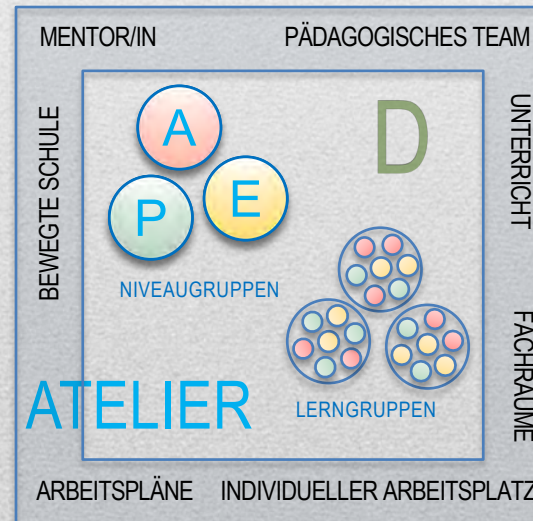 MENTOR/IN
PÄDAGOGISCHES TEAM
BEWEGTE SCHULE
UNTERRICHT
FACHRÄUME
A
P
E
D
NIVEAUGRUPPEN
LERNGRUPPEN
ATELIER
ARBEITSPLÄNE
INDIVIDUELLER ARBEITSPLATZ